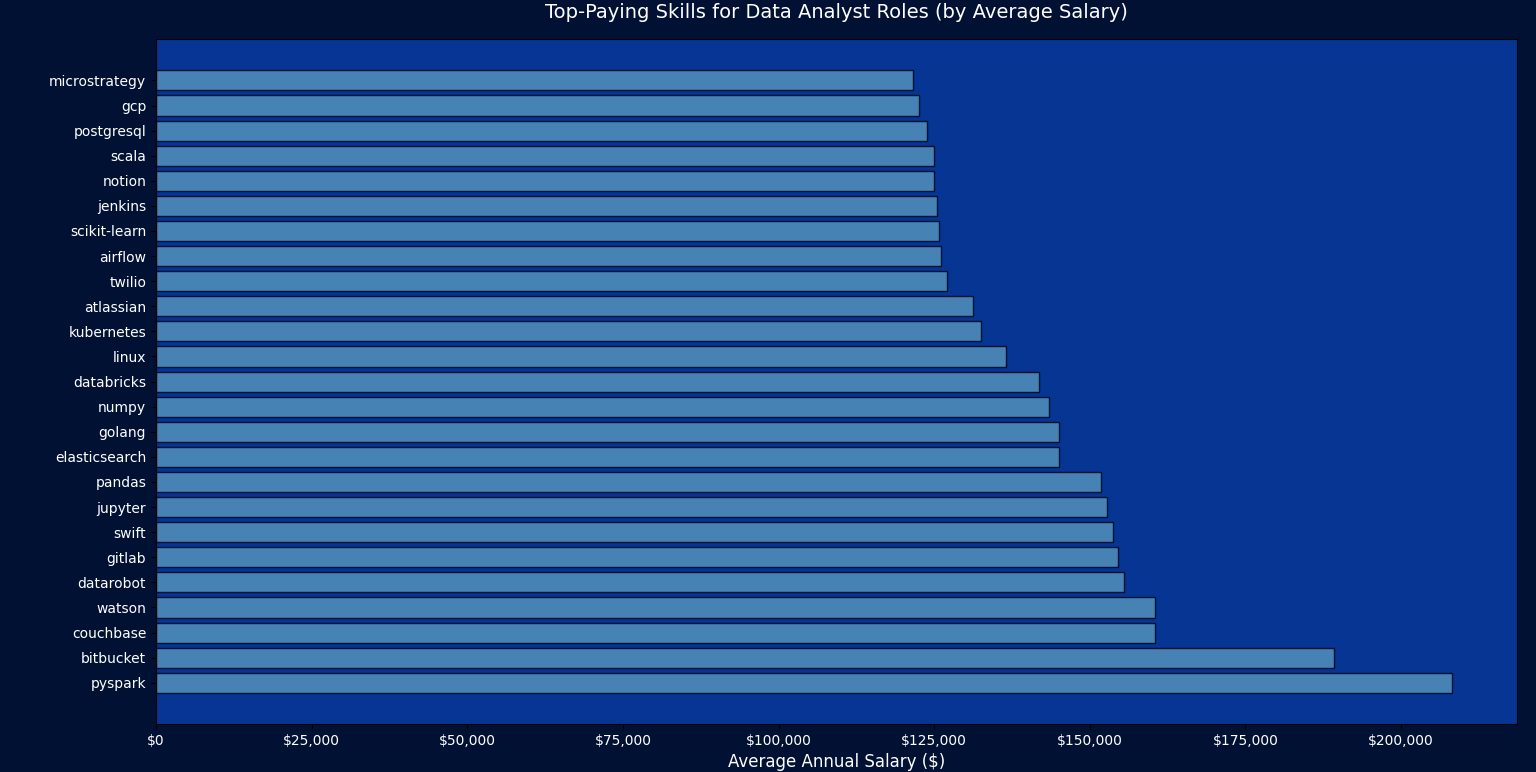 Top-Paying Skills for Data Analyst Roles (by Average Salary)
microstrategy
gcp
postgresql
scala
notion
jenkins
scikit-learn
airflow
twilio
atlassian
kubernetes
linux
databricks
numpy
golang
elasticsearch
pandas
jupyter
swift
gitlab
datarobot
watson
couchbase
bitbucket
pyspark
$0 $25,000 $50,000 $75,000 $100,000 $125,000 $150,000 $175,000 $200,000
Average Annual Salary ($)